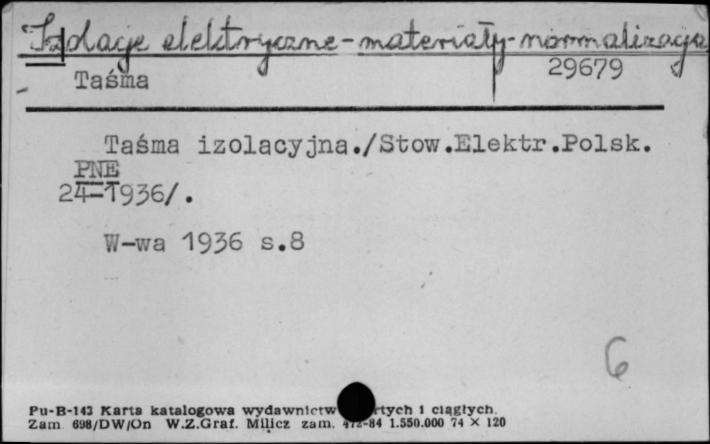 Izolacje elektryczne-materiały-normalizacja
Taśma
29679
Taśma izolacyjna./Stow.Elektr.Polsk.
PNE
24-1936/.
W-wa 1936 s.8
6
Pu-B-143 Karta katalogowa wydawnictw i ciągłych.
Zam. 698/DW/On W.Z.Graf. Milicz zam. 1.550.000 74 × 120